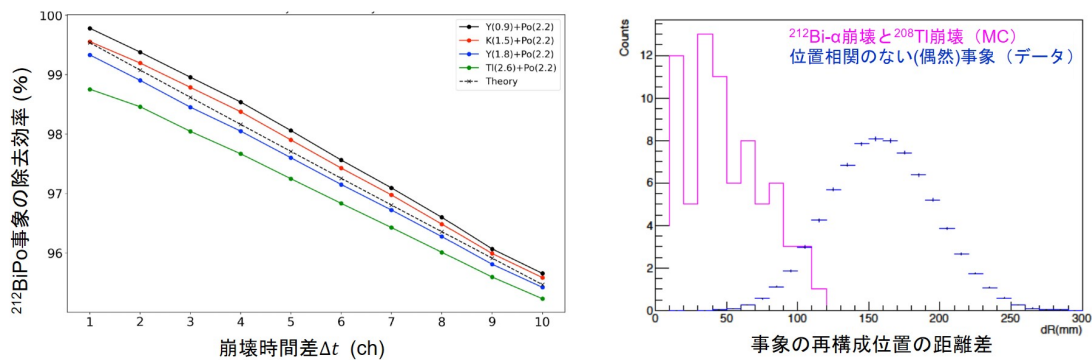 100
99
98
97
96
1
2
3
4
5
6
7
8
9
10
Y(0.9)+Po(2.2)
K(1.5)+Po(2.2)
Y(1.8)+Po(2.2)
Tl(2.6)+Po(2.2)
Theory
²¹²BiPo事象の除去効率 (%)
崩壊時間差Δt (ch)
Counts
12
10
8
6
4
2
0
0
50
100
150
200
250
300
dR(mm)
²¹²Bi-α崩壊と²⁰⁸Tl崩壊（MC）
位置相関のない(偶然)事象（データ）
事象の再構成位置の距離差